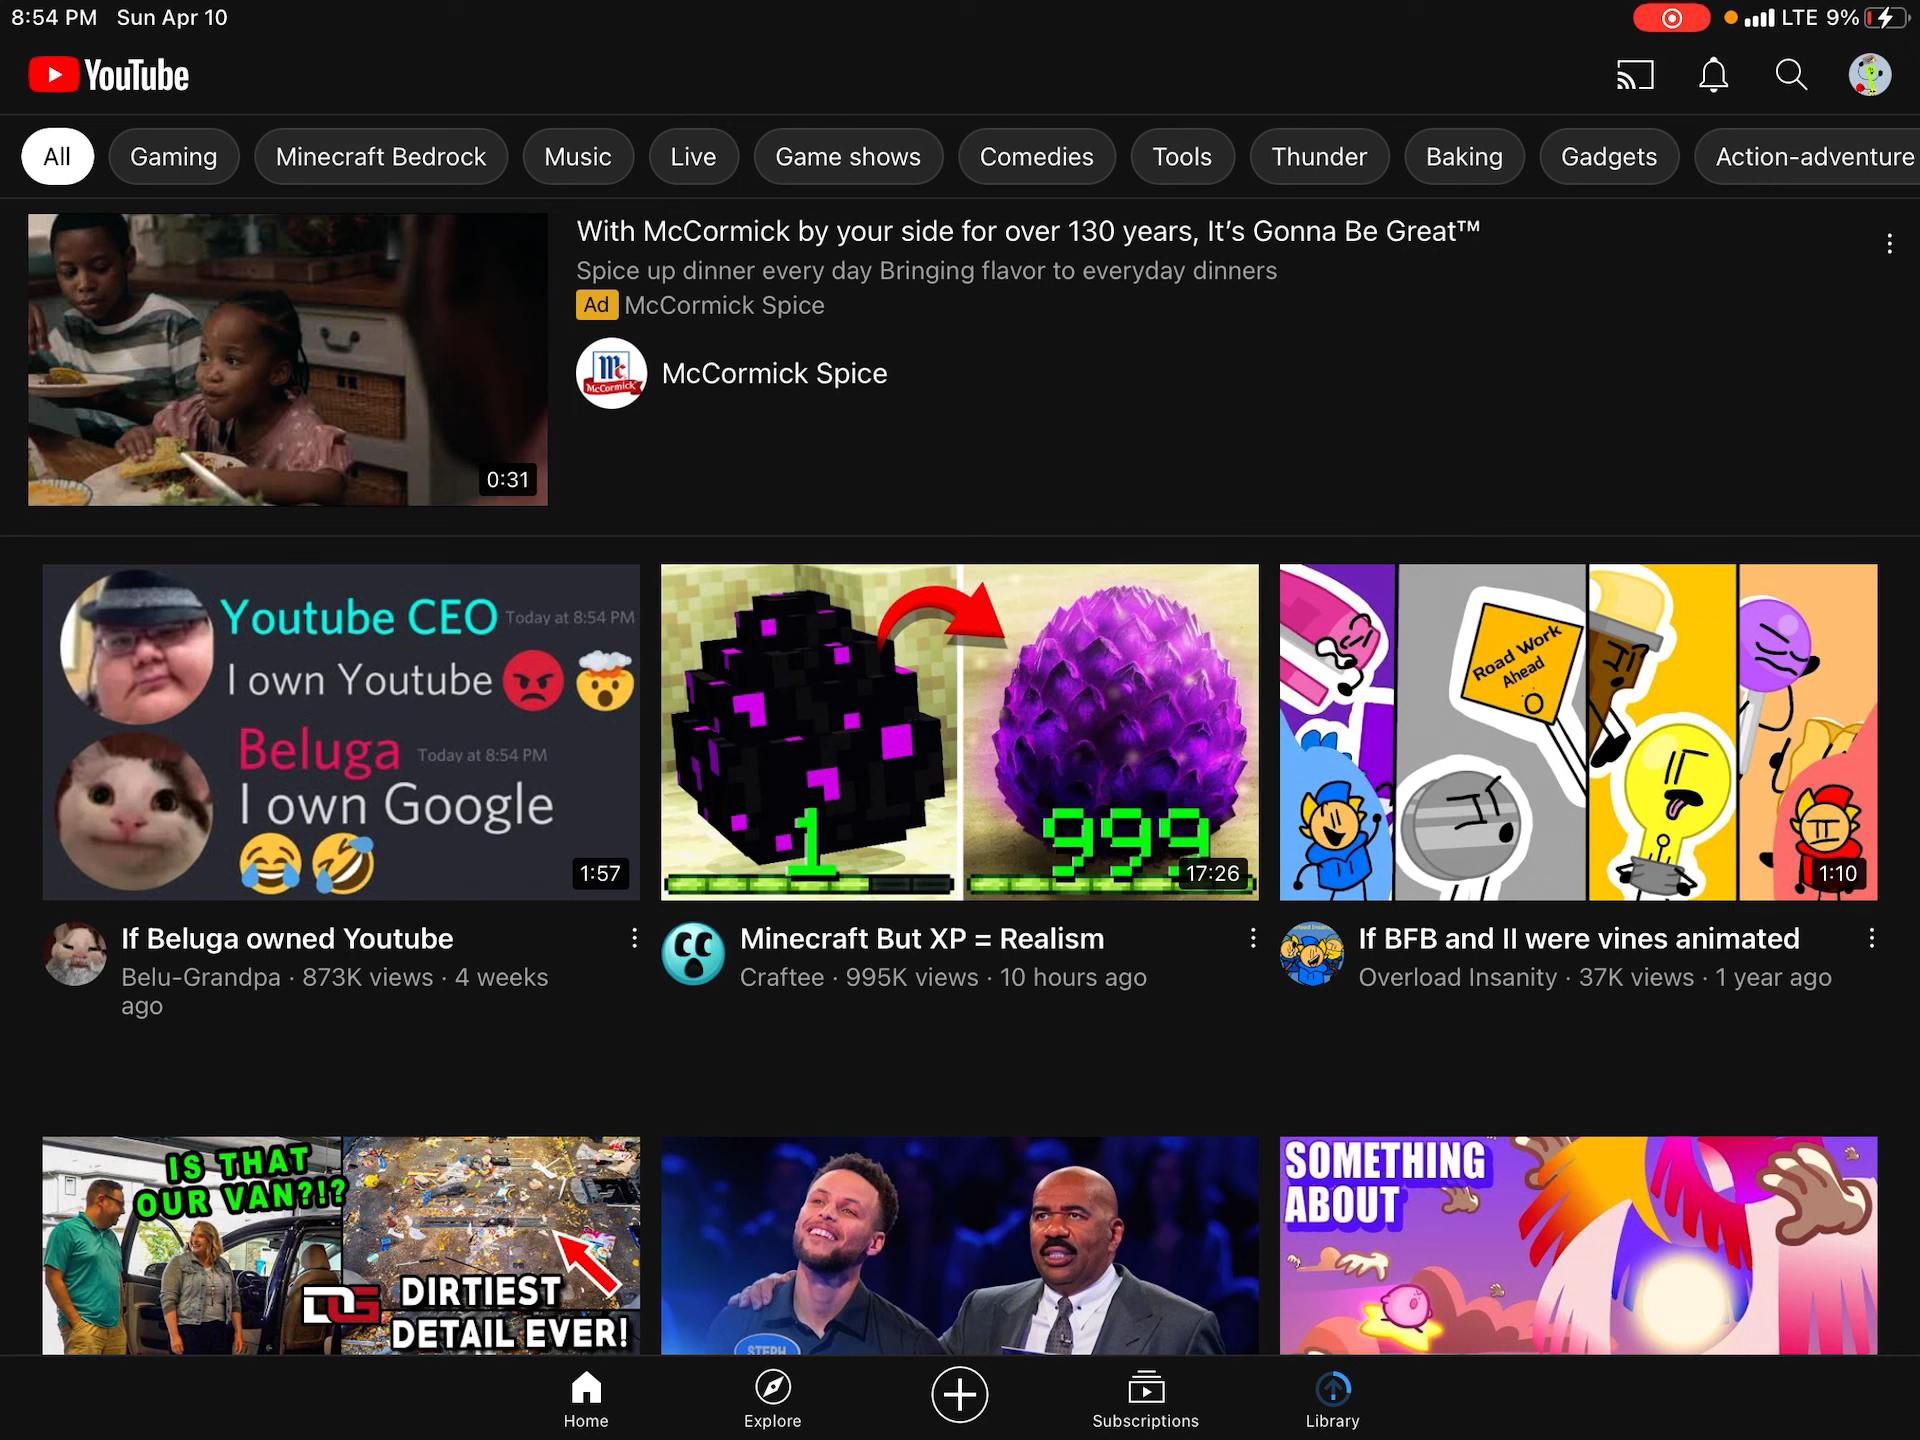 8:54 PM Sun Apr 10
LTE 9%
YouTube
All
Gaming
Minecraft Bedrock
Music
Live
Game shows
Comedies
Tools
Thunder
Baking
Gadgets
Action-adventure
With McCormick by your side for over 130 years, It's Gonna Be Great™
Spice up dinner every day Bringing flavor to everyday dinners
Ad McCormick Spice
Mc
McCormick
McCormick Spice
0:31
Youtube CEO Today at 8:54 PM
I own Youtube 😡 🤯
Beluga Today at 8:54 PM
I own Google
😂 🤣
1:57
1
999
17:26
Road Work
Ahead
1:10
If Beluga owned Youtube
Belu-Grandpa · 873K views · 4 weeks
ago
Minecraft But XP = Realism
Craftee · 995K views · 10 hours ago
If BFB and II were vines animated
Overload Insanity · 37K views · 1 year ago
IS THAT
OUR VAN?!?
DG
DIRTIEST
DETAIL EVER!
STEPH
SOMETHING
ABOUT
Home
Explore
Subscriptions
Library